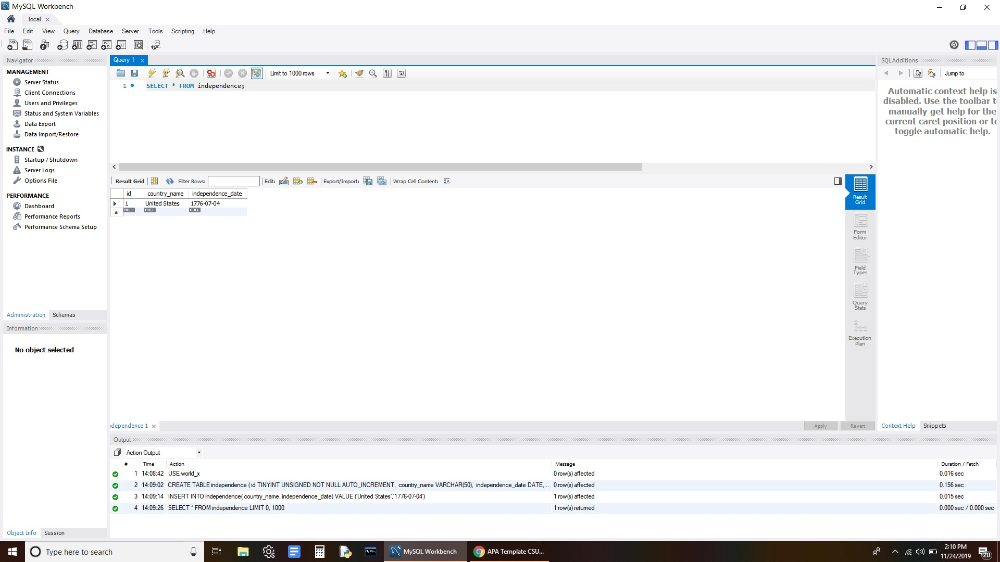 MySQL Workbench
local
File Edit View Query Database Server Tools Scripting Help
Navigator
MANAGEMENT
Server Status
Client Connections
Users and Privileges
Status and System Variables
Data Export
Data Import/Restore
INSTANCE
Startup / Shutdown
Server Logs
Options File
PERFORMANCE
Dashboard
Performance Reports
Performance Schema Setup
Administration Schemas
Information
No object selected
Object Info Session
Query 1
Limit to 1000 rows
1 SELECT * FROM independence;
Result Grid Filter Rows: Edit: Export/Import: Wrap Cell Content:
id country_name independence_date
1 United States 1776-07-04
NULL NULL NULL
Result
Grid
Form
Editor
Field
Types
Query
Stats
Execution
Plan
ndependence 1
Apply Revert
SQLAdditions
Jump to
Automatic context help is
disabled. Use the toolbar t
manually get help for the
current caret position or to
toggle automatic help.
Context Help Snippets
Output
Action Output
# Time Action Message Duration / Fetch
1 14:08:42 USE world_x 0 row(s) affected 0.016 sec
2 14:09:02 CREATE TABLE independence ( id TINYINT UNSIGNED NOT NULL AUTO_INCREMENT, country_name VARCHAR(50), independence_date DATE,... 0 row(s) affected 0.156 sec
3 14:09:14 INSERT INTO independence( country_name, independence_date) VALUE ('United States','1776-07-04') 1 row(s) affected 0.015 sec
4 14:09:26 SELECT * FROM independence LIMIT 0, 1000 1 row(s) returned 0.000 sec / 0.000 sec
Type here to search
MySQL Workbench
APA Template CSU...
2:10 PM
11/24/2019
20